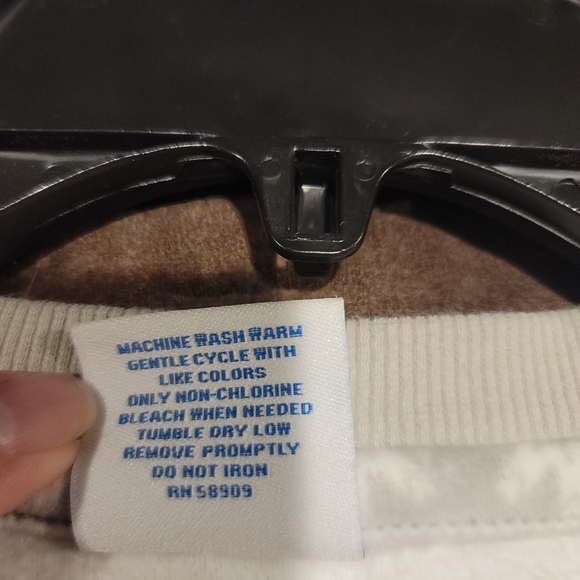 MACHINE WASH WARM
GENTLE CYCLE WITH
LIKE COLORS
ONLY NON-CHLORINE
BLEACH WHEN NEEDED
TUMBLE DRY LOW
REMOVE PROMPTLY
DO NOT IRON
RN 58909